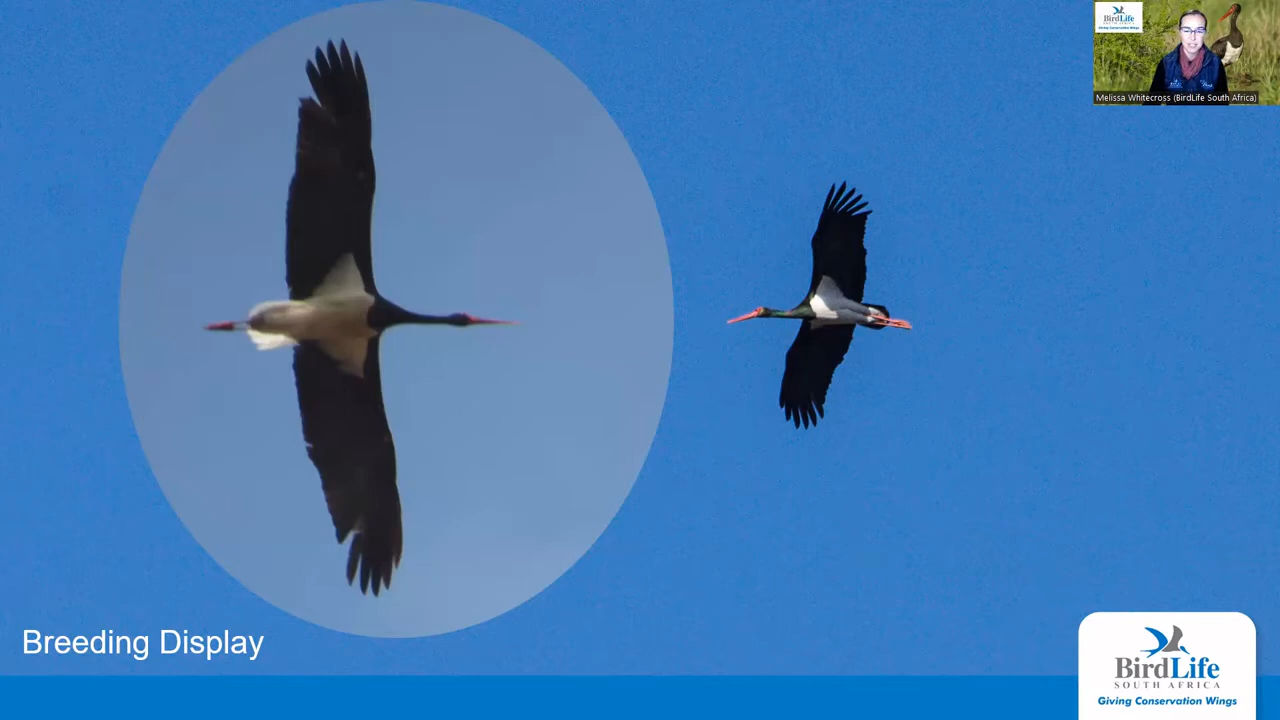 BirdLife
SOUTH AFRICA
Giving Conservation Wings
Melissa Whitecross (BirdLife South Africa)
Breeding Display
BirdLife
SOUTH AFRICA
Giving Conservation Wings